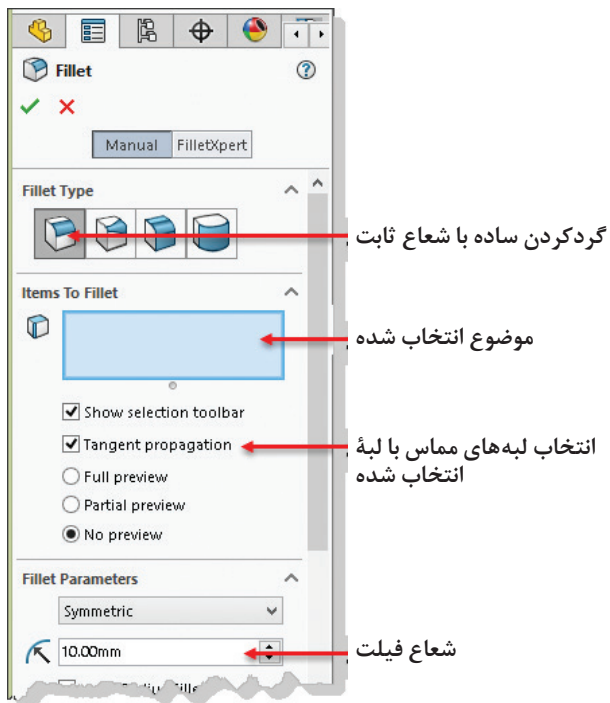 Fillet
Manual FilletXpert
Fillet Type
گردکردن ساده با شعاع ثابت
Items To Fillet
موضوع انتخاب شده
Show selection toolbar
Tangent propagation
انتخاب لبه‌های مماس با لبهٔ
انتخاب شده
Full preview
Partial preview
No preview
Fillet Parameters
Symmetric
10.00mm
شعاع فیلت